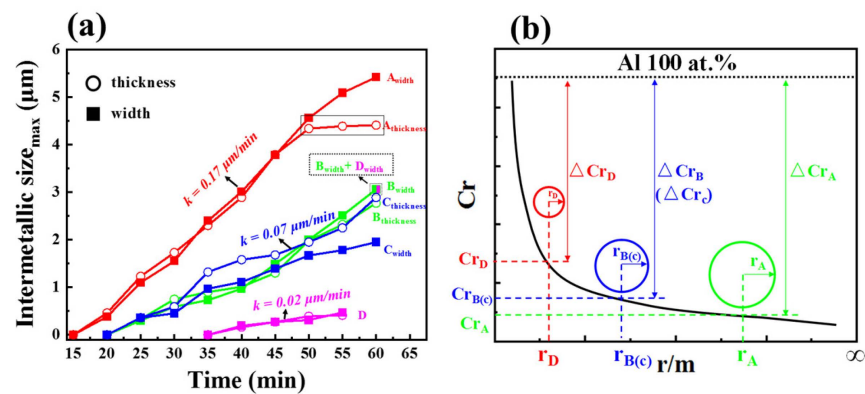 (a)
Intermetallic size_max (μm)
6
5
4
3
2
1
0
thickness
width
A_width
A_thickness
k = 0.17 μm/min
B_width + D_width
B_width
C_thickness
B_thickness
k = 0.07 μm/min
C_width
k = 0.02 μm/min
D
15 20 25 30 35 40 45 50 55 60 65
Time (min)
(b)
Al 100 at.%
Cr
△ Cr_D
△ Cr_B
(△ Cr_c)
△ Cr_A
r_D
r_B(c)
r_A
Cr_D
Cr_B(c)
Cr_A
r_D
r_B(c)
r/m
r_A
∞